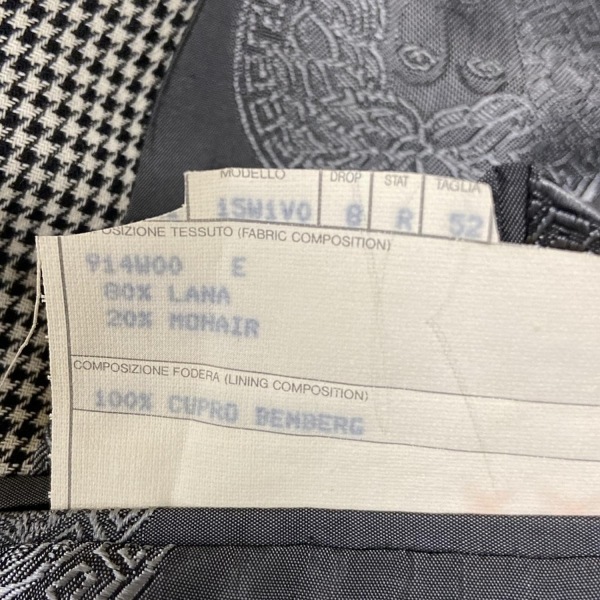 MODELLO DROP STAT TAGLIA
15W1V0 8 R 52
OSIZIONE TESSUTO (FABRIC COMPOSITION)
914W00 E
80% LANA
20% MOHAIR
COMPOSIZIONE FODERA (LINING COMPOSITION)
100% CUPRO BEMBERG